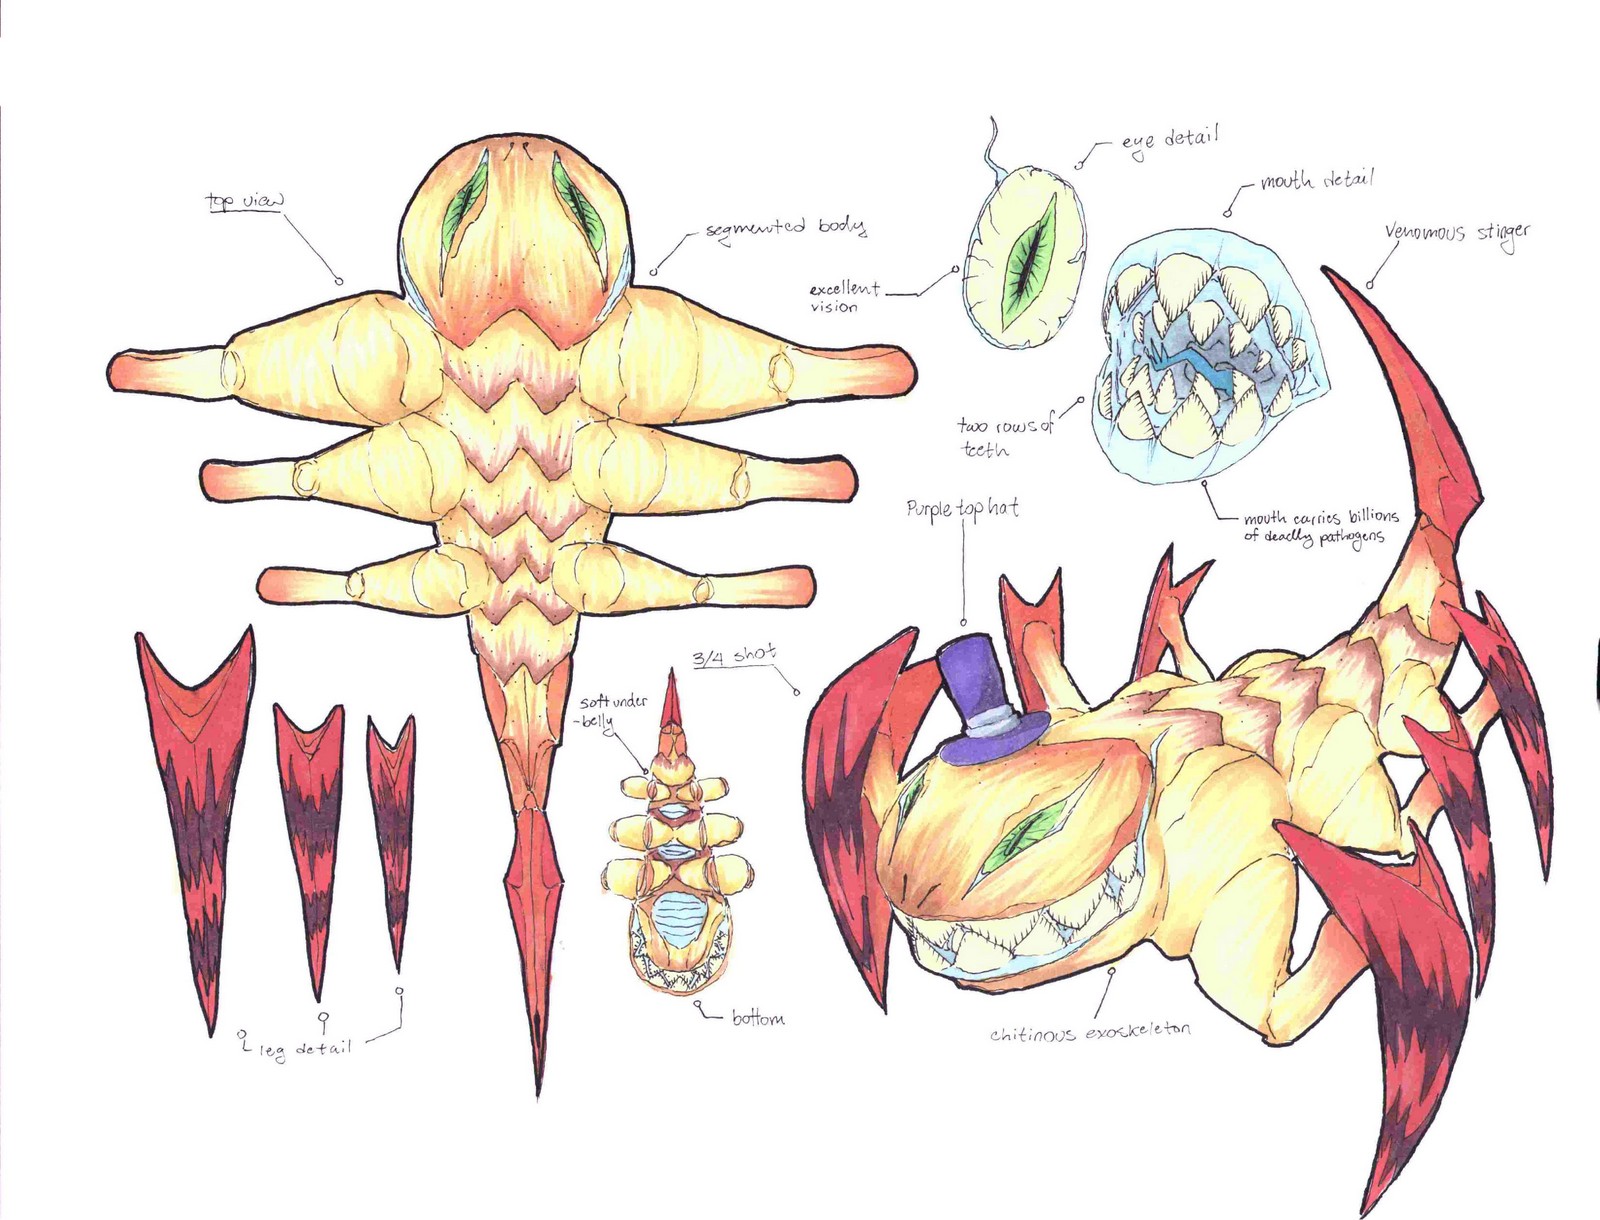 top view
segmented body
eye detail
excellent
vision
mouth detail
venomous stinger
two rows of
teeth
mouth carries billions
of deadly pathogens
Purple top hat
3/4 shot
soft under
-belly
bottom
leg detail
chitinous exoskeleton